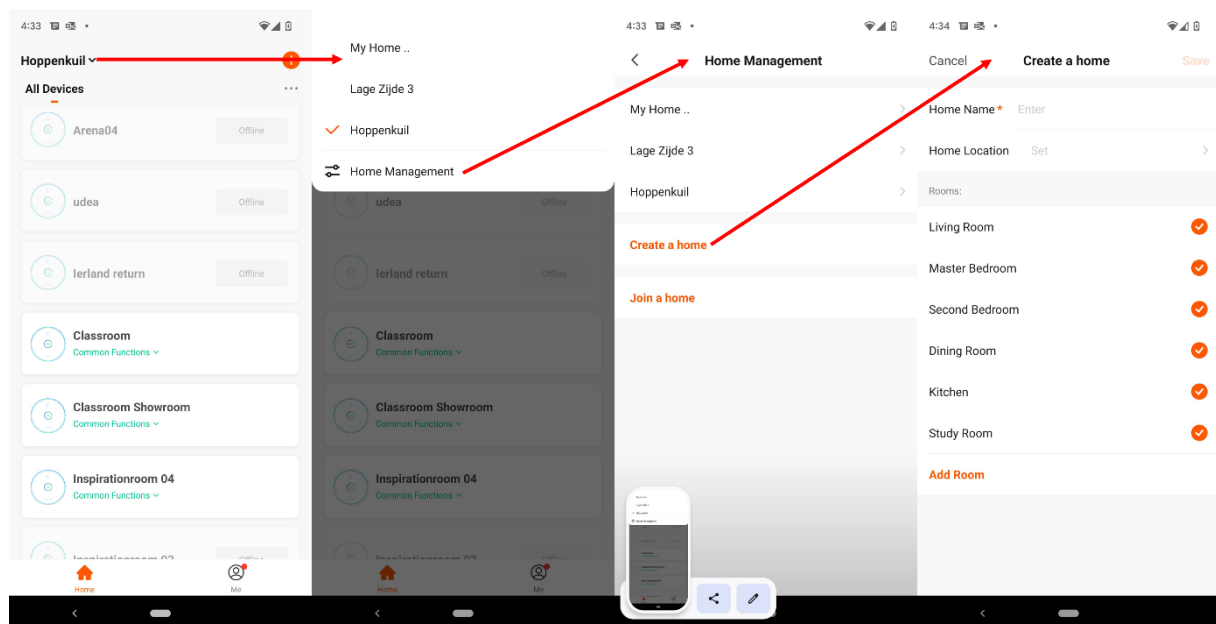 4:33
Hoppenkuil
All Devices
Arena04
Offline
udea
Offline
Ierland return
Offline
Classroom
Common Functions
Classroom Showroom
Common Functions
Inspirationroom 04
Common Functions
Offline
Home
Me
My Home ..
Lage Zijde 3
Hoppenkuil
Home Management
udea
Offline
Ierland return
Offline
Classroom
Common Functions
Classroom Showroom
Common Functions
Inspirationroom 04
Common Functions
Home
Me
4:33
Home Management
My Home ..
Lage Zijde 3
Hoppenkuil
Create a home
Join a home
4:34
Cancel
Create a home
Save
Home Name *
Enter
Home Location
Set
Rooms:
Living Room
Master Bedroom
Second Bedroom
Dining Room
Kitchen
Study Room
Add Room